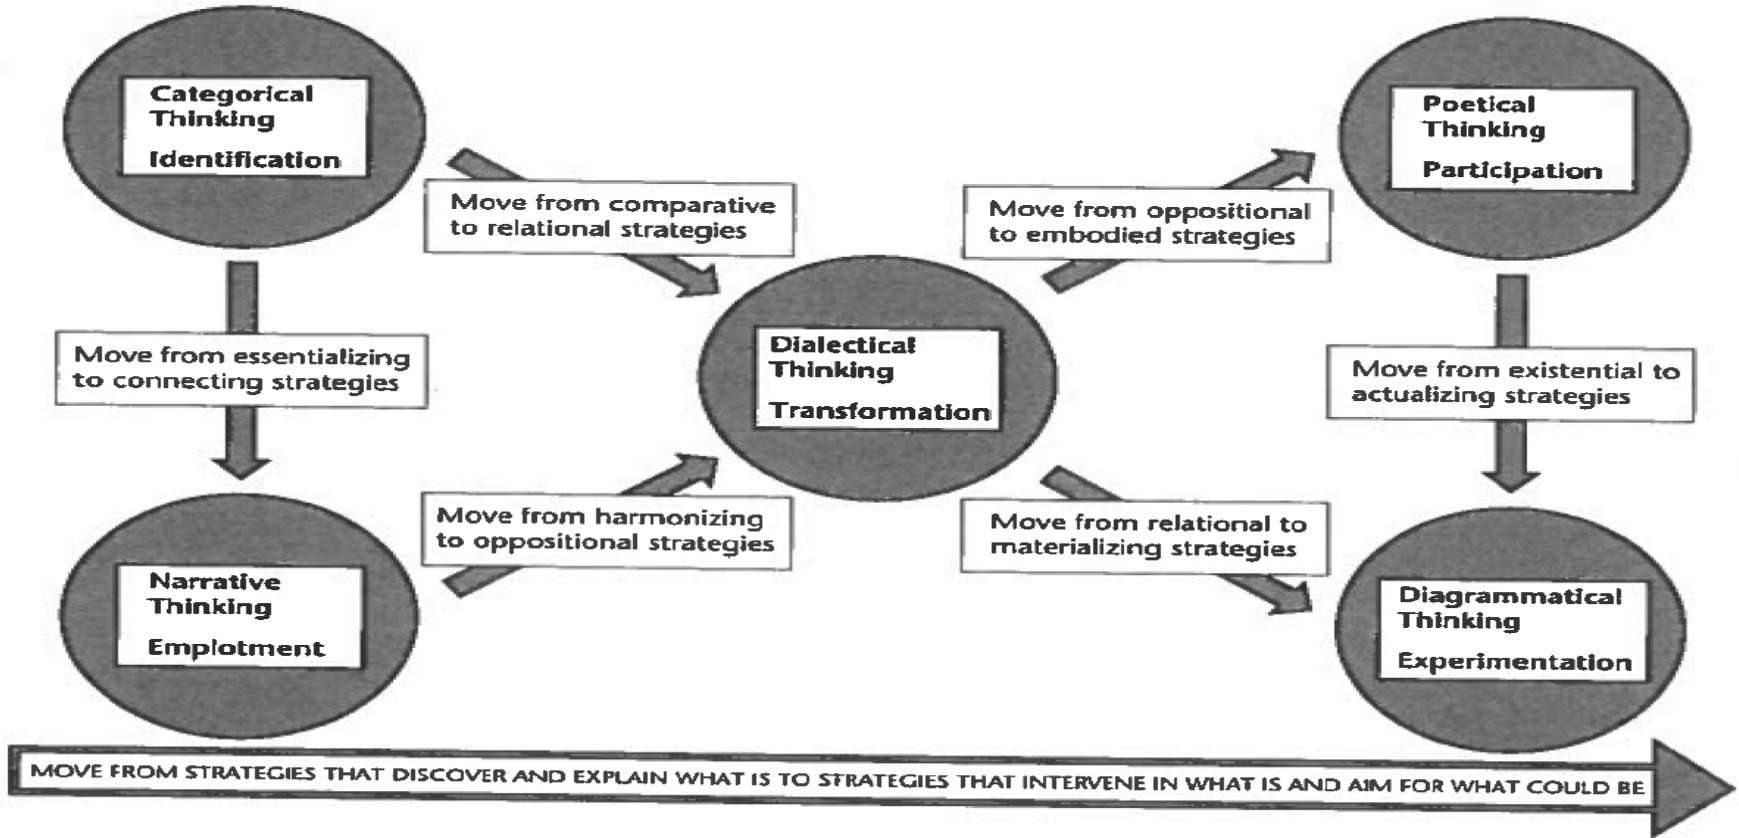 Categorical
Thinking
Identification
Poetical
Thinking
Participation
Move from comparative
to relational strategies
Move from oppositional
to embodied strategies
Move from essentializing
to connecting strategies
Dialectical
Thinking
Transformation
Move from existential to
actualizing strategies
Move from harmonizing
to oppositional strategies
Move from relational to
materializing strategies
Narrative
Thinking
Emplotment
Diagrammatical
Thinking
Experimentation
MOVE FROM STRATEGIES THAT DISCOVER AND EXPLAIN WHAT IS TO STRATEGIES THAT INTERVENE IN WHAT IS AND AIM FOR WHAT COULD BE